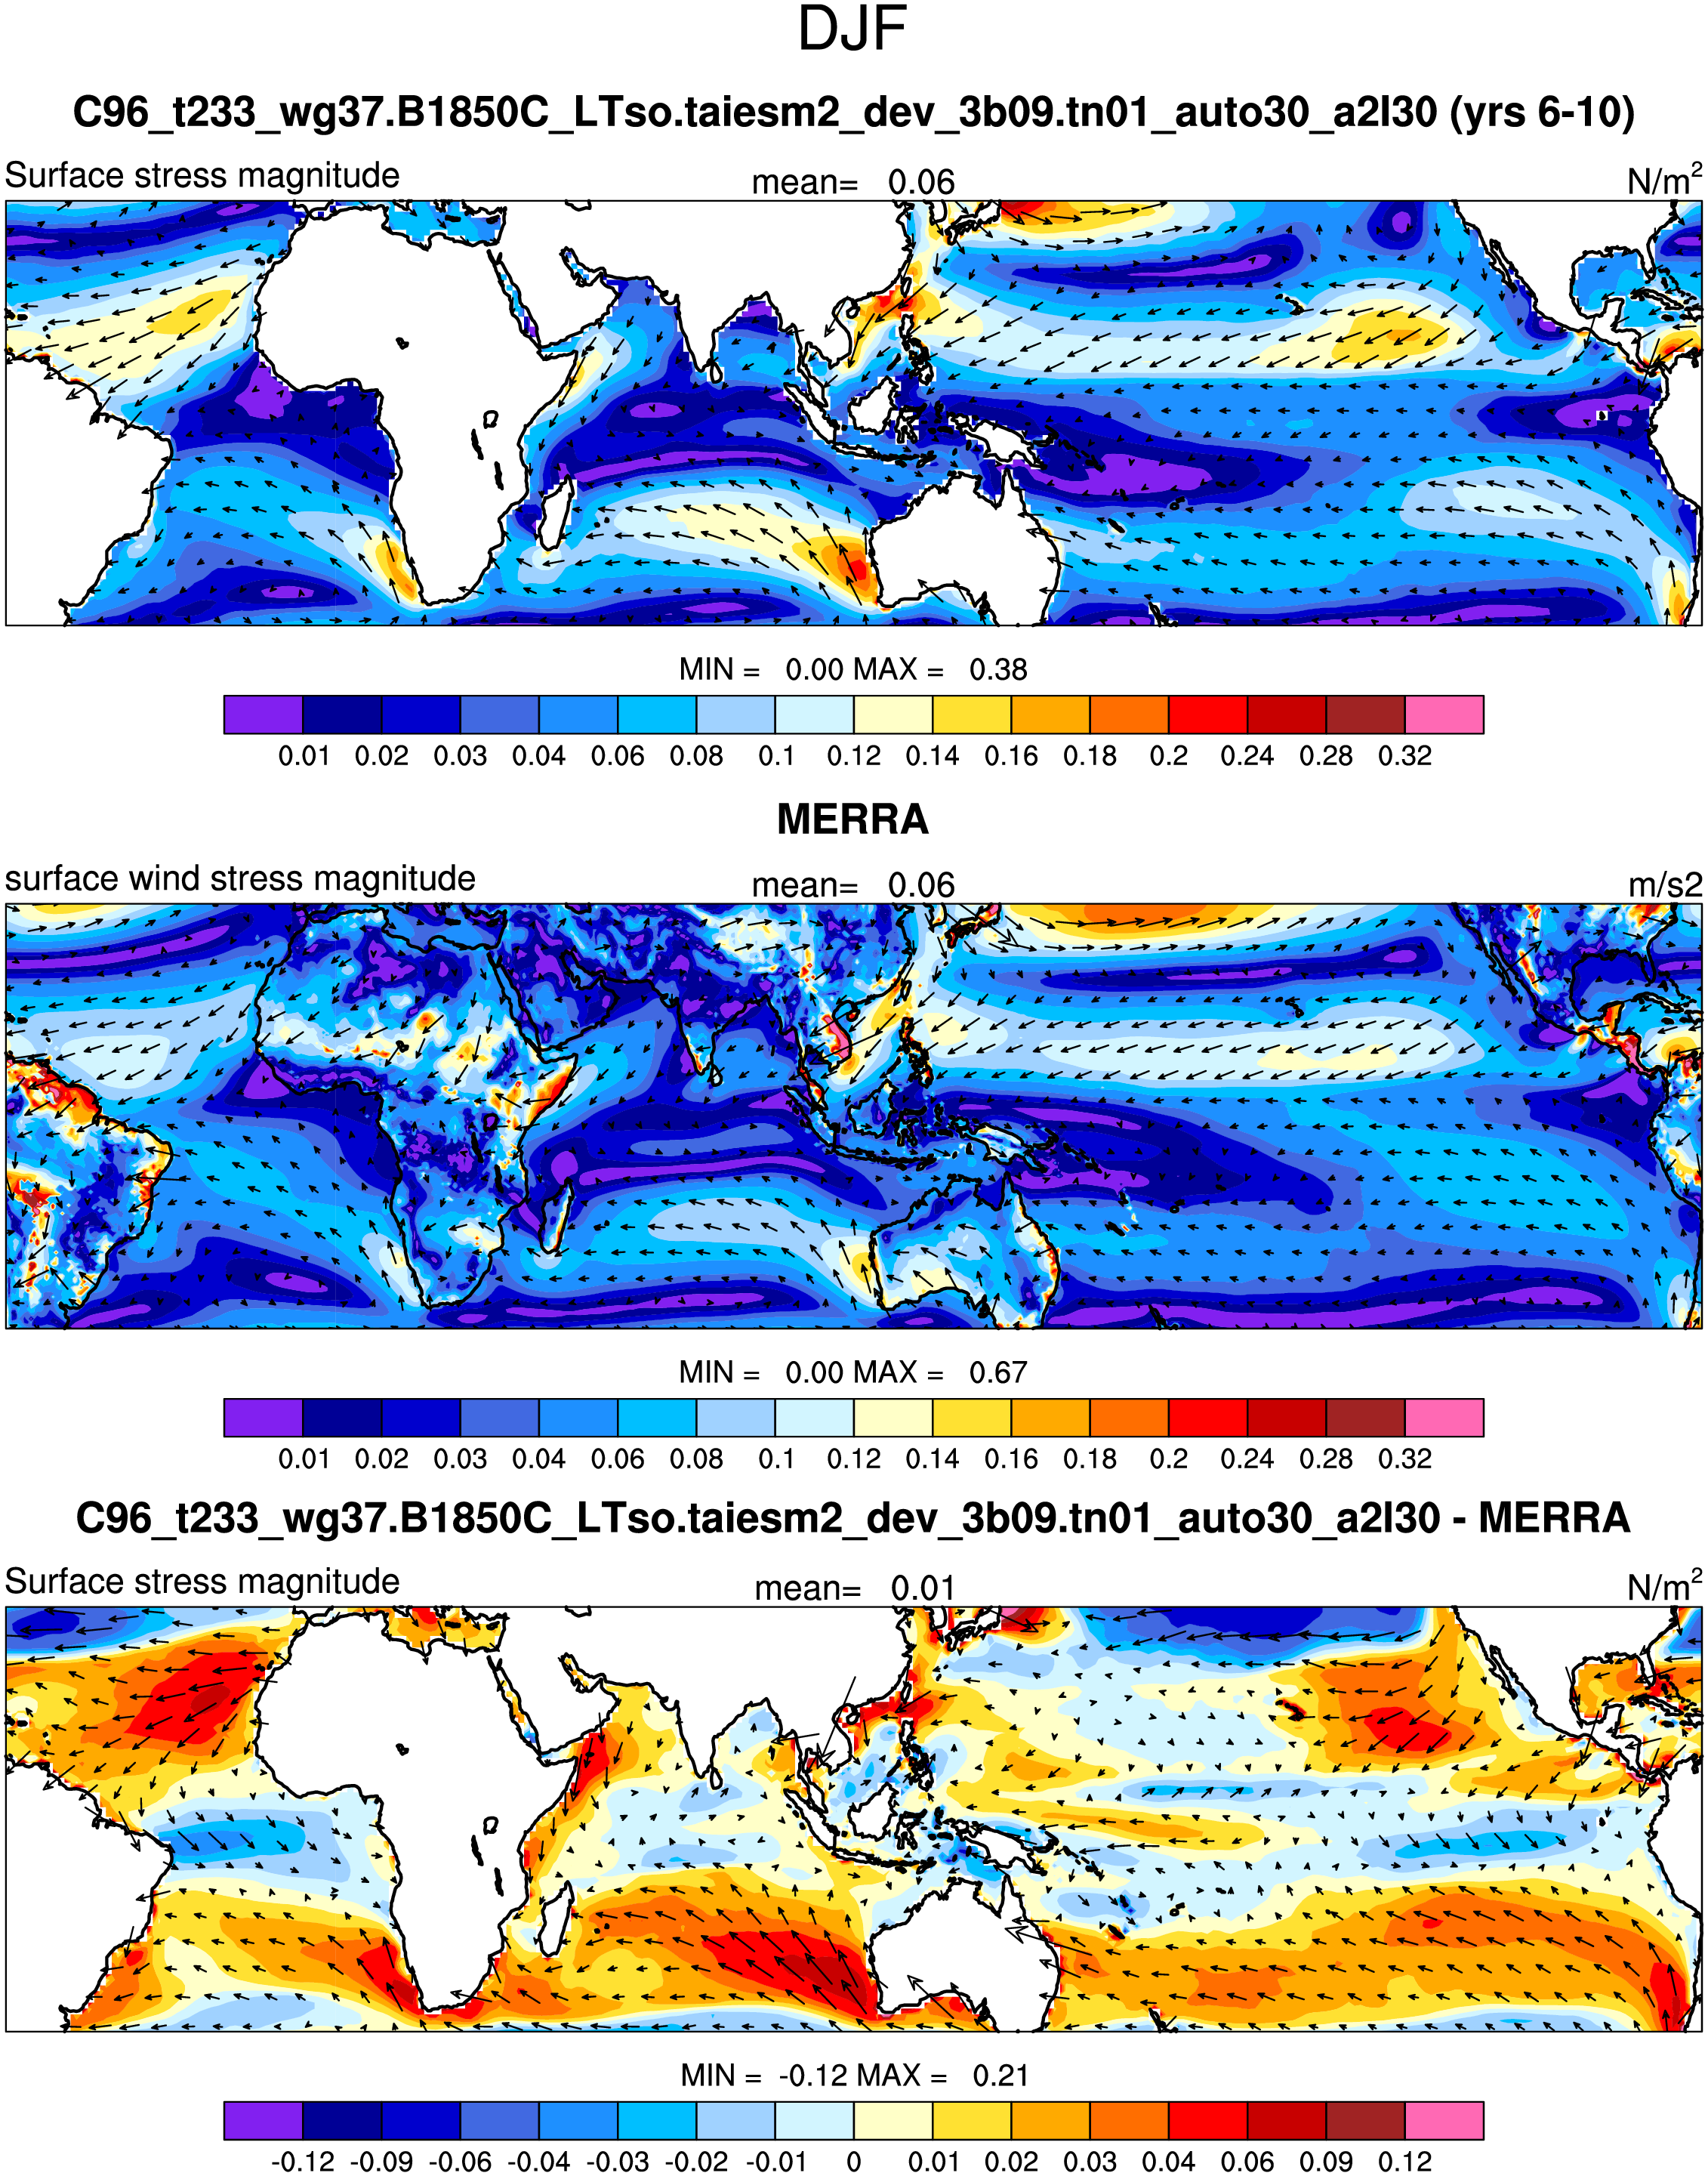 DJF
C96_t233_wg37.B1850C_LTso.taiesm2_dev_3b09.tn01_auto30_a2l30 (yrs 6-10)
Surface stress magnitude mean= 0.06 N/m2
MIN = 0.00 MAX = 0.38
0.01 0.02 0.03 0.04 0.06 0.08 0.1 0.12 0.14 0.16 0.18 0.2 0.24 0.28 0.32
MERRA
surface wind stress magnitude mean= 0.06 m/s2
MIN = 0.00 MAX = 0.67
0.01 0.02 0.03 0.04 0.06 0.08 0.1 0.12 0.14 0.16 0.18 0.2 0.24 0.28 0.32
C96_t233_wg37.B1850C_LTso.taiesm2_dev_3b09.tn01_auto30_a2l30 - MERRA
Surface stress magnitude mean= 0.01 N/m2
MIN = -0.12 MAX = 0.21
-0.12 -0.09 -0.06 -0.04 -0.03 -0.02 -0.01 0 0.01 0.02 0.03 0.04 0.06 0.09 0.12